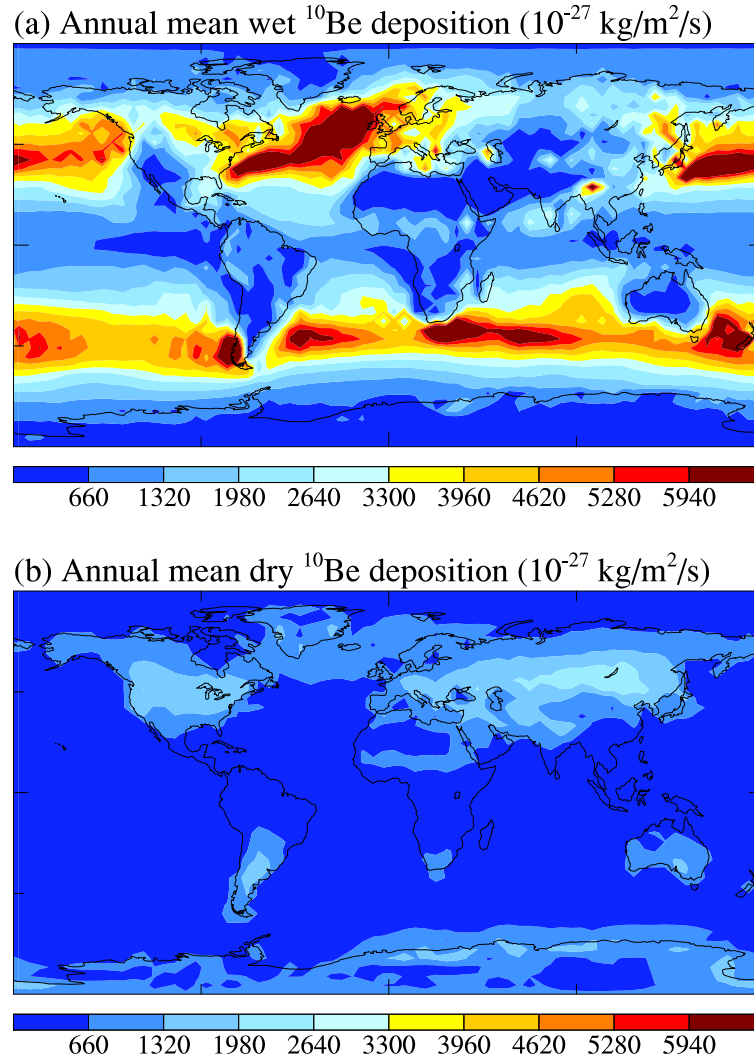 (a) Annual mean wet ¹⁰Be deposition (10⁻²⁷ kg/m²/s)
660 1320 1980 2640 3300 3960 4620 5280 5940
(b) Annual mean dry ¹⁰Be deposition (10⁻²⁷ kg/m²/s)
660 1320 1980 2640 3300 3960 4620 5280 5940